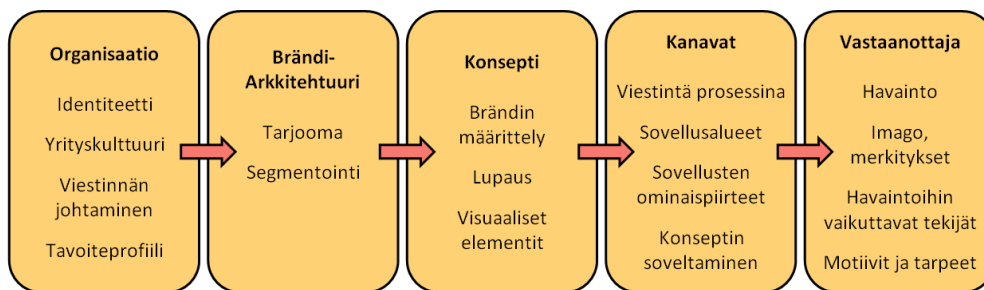 Organisaatio
Identiteetti
Yrityskulttuuri
Viestinnän
johtaminen
Tavoiteprofiili
Brändi-
Arkkitehtuuri
Tarjooma
Segmentointi
Konsepti
Brändin
määrittely
Lupaus
Visuaaliset
elementit
Kanavat
Viestintä prosessina
Sovellusalueet
Sovellusten
ominaispiirteet
Konseptin
soveltaminen
Vastaanottaja
Havainto
Imago,
merkitykset
Havaintoihin
vaikuttavat tekijät
Motiivit ja tarpeet